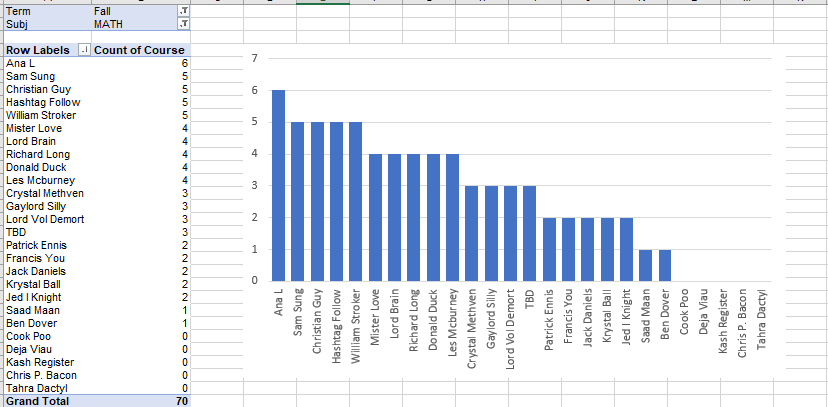 Term Fall
Subj MATH
Row Labels Count of Course
Ana L 6
Sam Sung 5
Christian Guy 5
Hashtag Follow 5
William Stroker 5
Mister Love 4
Lord Brain 4
Richard Long 4
Donald Duck 4
Les Mcburney 4
Crystal Methven 3
Gaylord Silly 3
Lord Vol Demort 3
TBD 3
Patrick Ennis 2
Francis You 2
Jack Daniels 2
Krystal Ball 2
Jed I Knight 2
Saad Maan 1
Ben Dover 1
Cook Poo 0
Deja Viau 0
Kash Register 0
Chris P. Bacon 0
Tahra Dactyl 0
Grand Total 70
7
6
5
4
3
2
1
0
Ana L
Sam Sung
Christian Guy
Hashtag Follow
William Stroker
Mister Love
Lord Brain
Richard Long
Donald Duck
Les Mcburney
Crystal Methven
Gaylord Silly
Lord Vol Demort
TBD
Patrick Ennis
Francis You
Jack Daniels
Krystal Ball
Jed I Knight
Saad Maan
Ben Dover
Cook Poo
Deja Viau
Kash Register
Chris P. Bacon
Tahra Dactyl